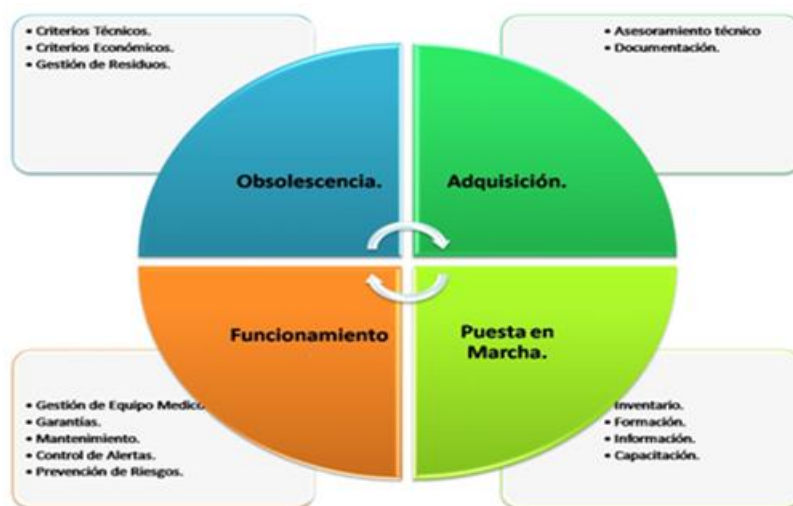 • Criterios Técnicos.
• Criterios Económicos.
• Gestión de Residuos.
• Asesoramiento técnico
• Documentación.
Obsolescencia.
Adquisición.
Funcionamiento
Puesta en
Marcha.
• Gestión de Equipo Medico
• Garantías.
• Mantenimiento.
• Control de Alertas.
• Prevención de Riesgos.
Inventario.
• Formación.
• Información.
• Capacitación.